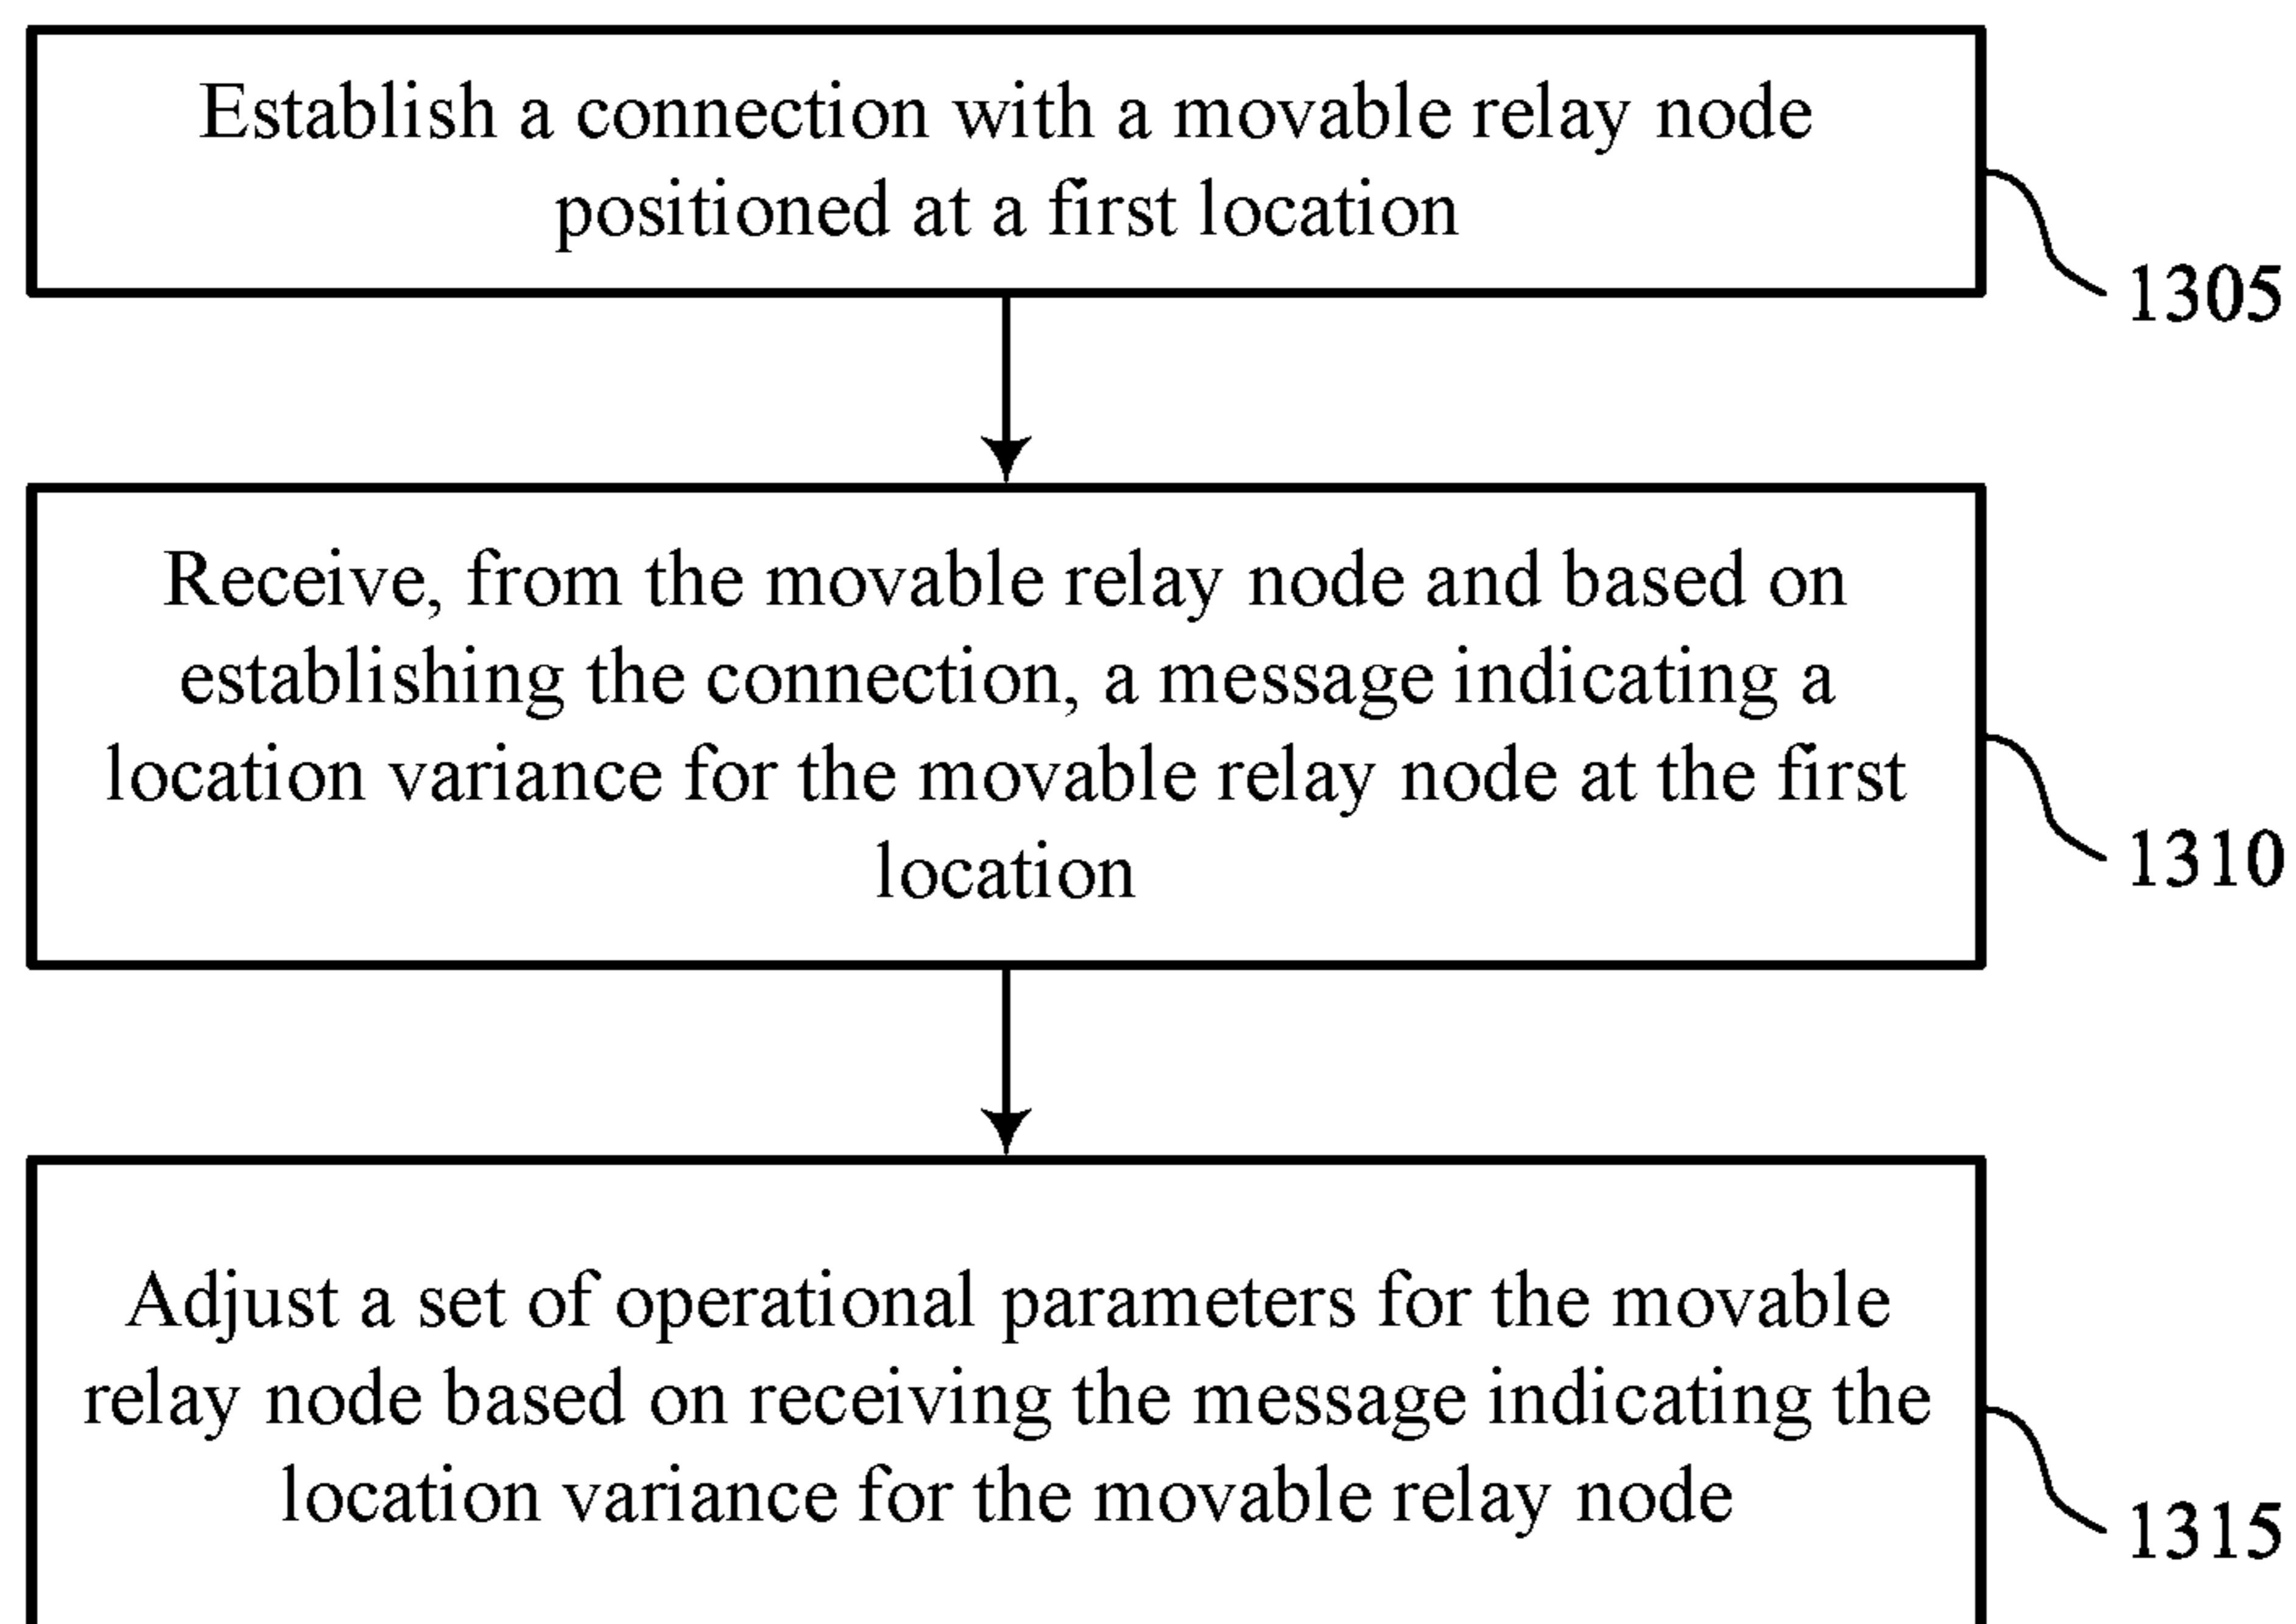 Establish a connection with a movable relay node
positioned at a first location
1305
Receive, from the movable relay node and based on
establishing the connection, a message indicating a
location variance for the movable relay node at the first
location
1310
Adjust a set of operational parameters for the movable
relay node based on receiving the message indicating the
location variance for the movable relay node
1315